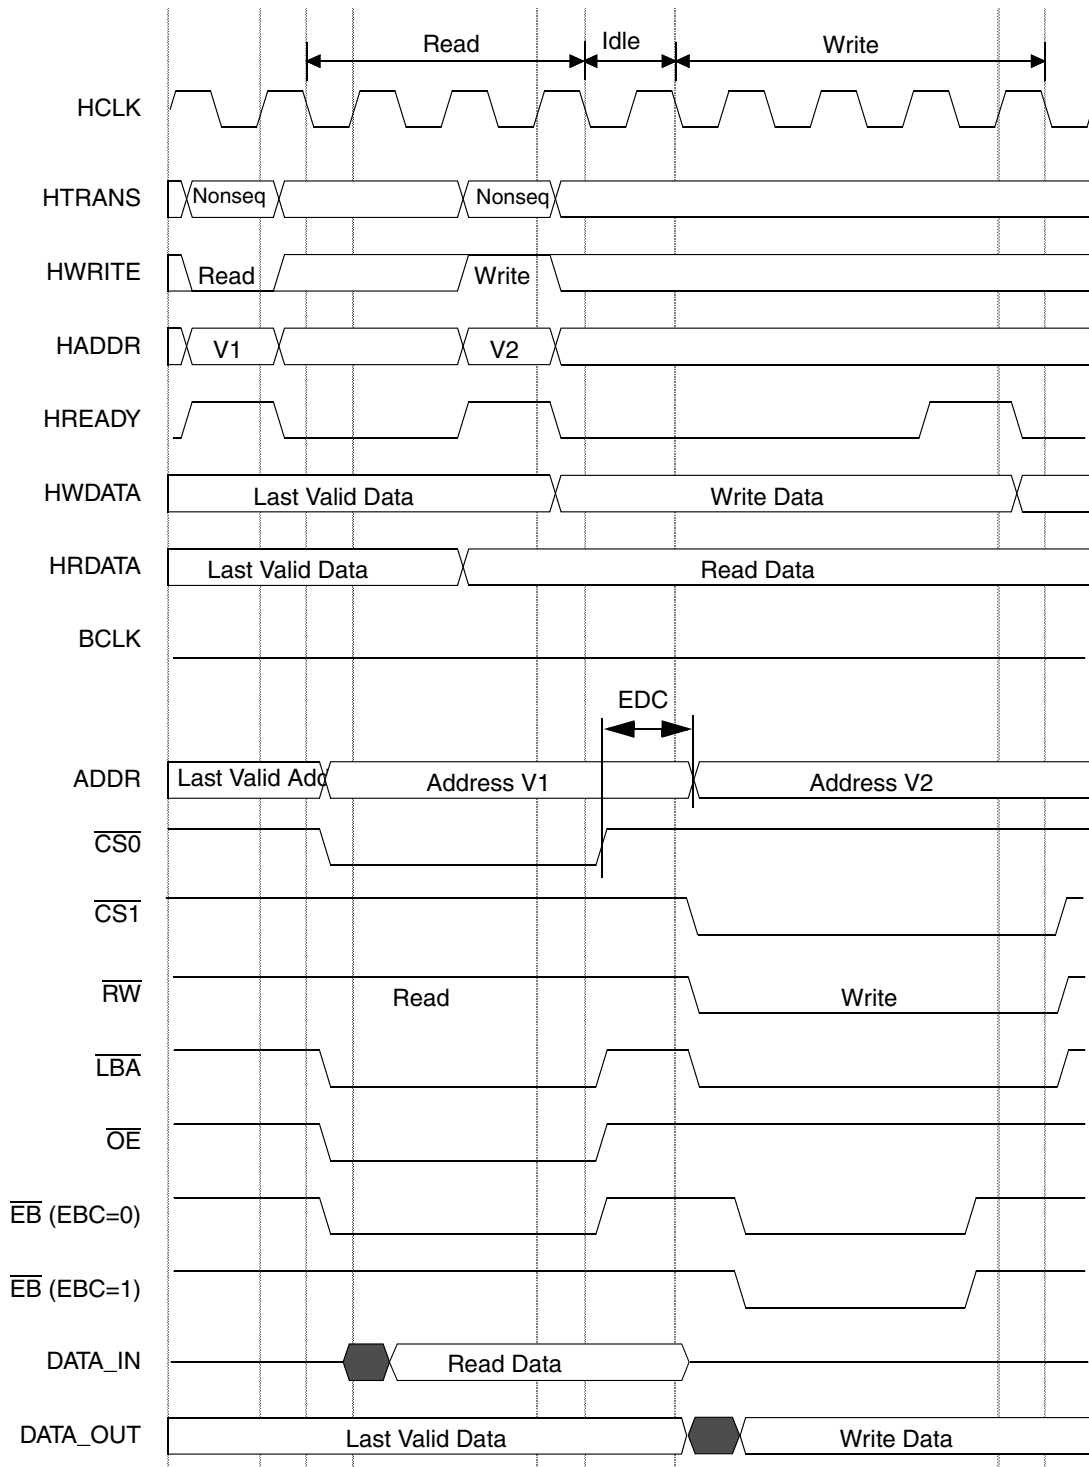 Read Idle Write
HCLK
HTRANS Nonseq Nonseq
HWRITE Read Write
HADDR V1 V2
HREADY
HWDATA Last Valid Data Write Data
HRDATA Last Valid Data Read Data
BCLK
EDC
ADDR Last Valid Add Address V1 Address V2
CS0
CS1
RW Read Write
LBA
OE
EB (EBC=0)
EB (EBC=1)
DATA_IN Read Data
DATA_OUT Last Valid Data Write Data